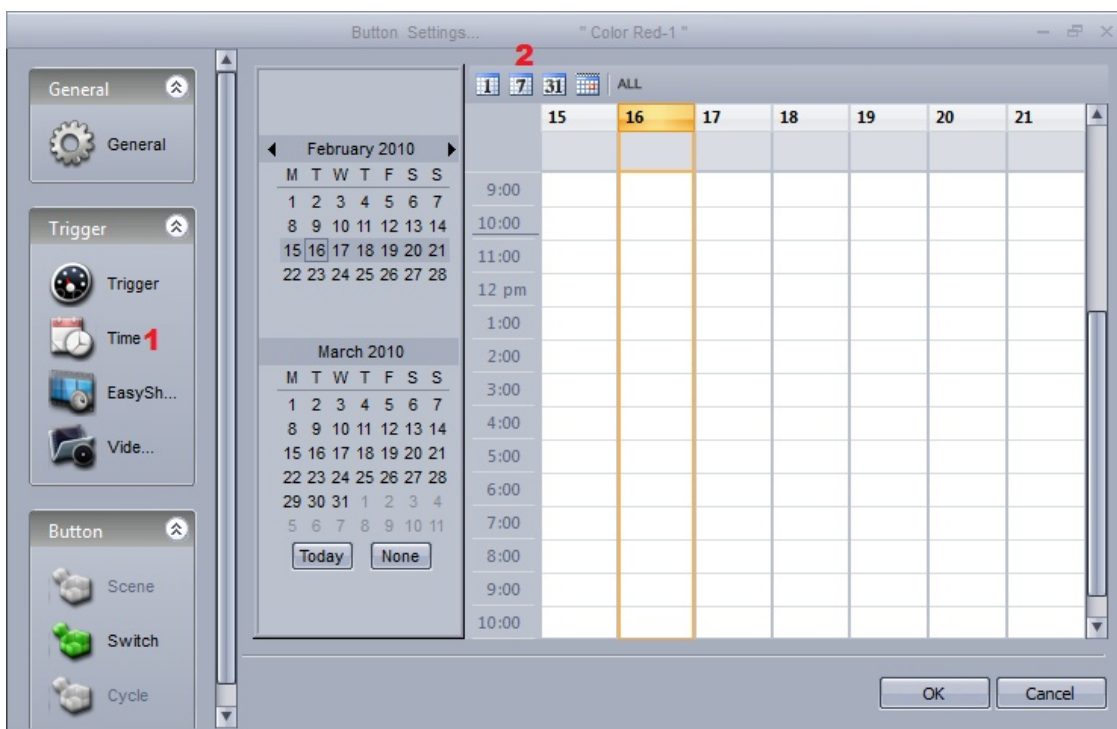 Button Settings... " Color Red-1 "
General
General
Trigger
Trigger
Time 1
EasySh...
Vide...
Button
Scene
Switch
Cycle
February 2010
M T W T F S S
1 2 3 4 5 6 7
8 9 10 11 12 13 14
15 16 17 18 19 20 21
22 23 24 25 26 27 28
March 2010
M T W T F S S
1 2 3 4 5 6 7
8 9 10 11 12 13 14
15 16 17 18 19 20 21
22 23 24 25 26 27 28
29 30 31 1 2 3 4
5 6 7 8 9 10 11
Today None
2
1 7 31 ALL
15 16 17 18 19 20 21
9:00
10:00
11:00
12 pm
1:00
2:00
3:00
4:00
5:00
6:00
7:00
8:00
9:00
10:00
OK Cancel